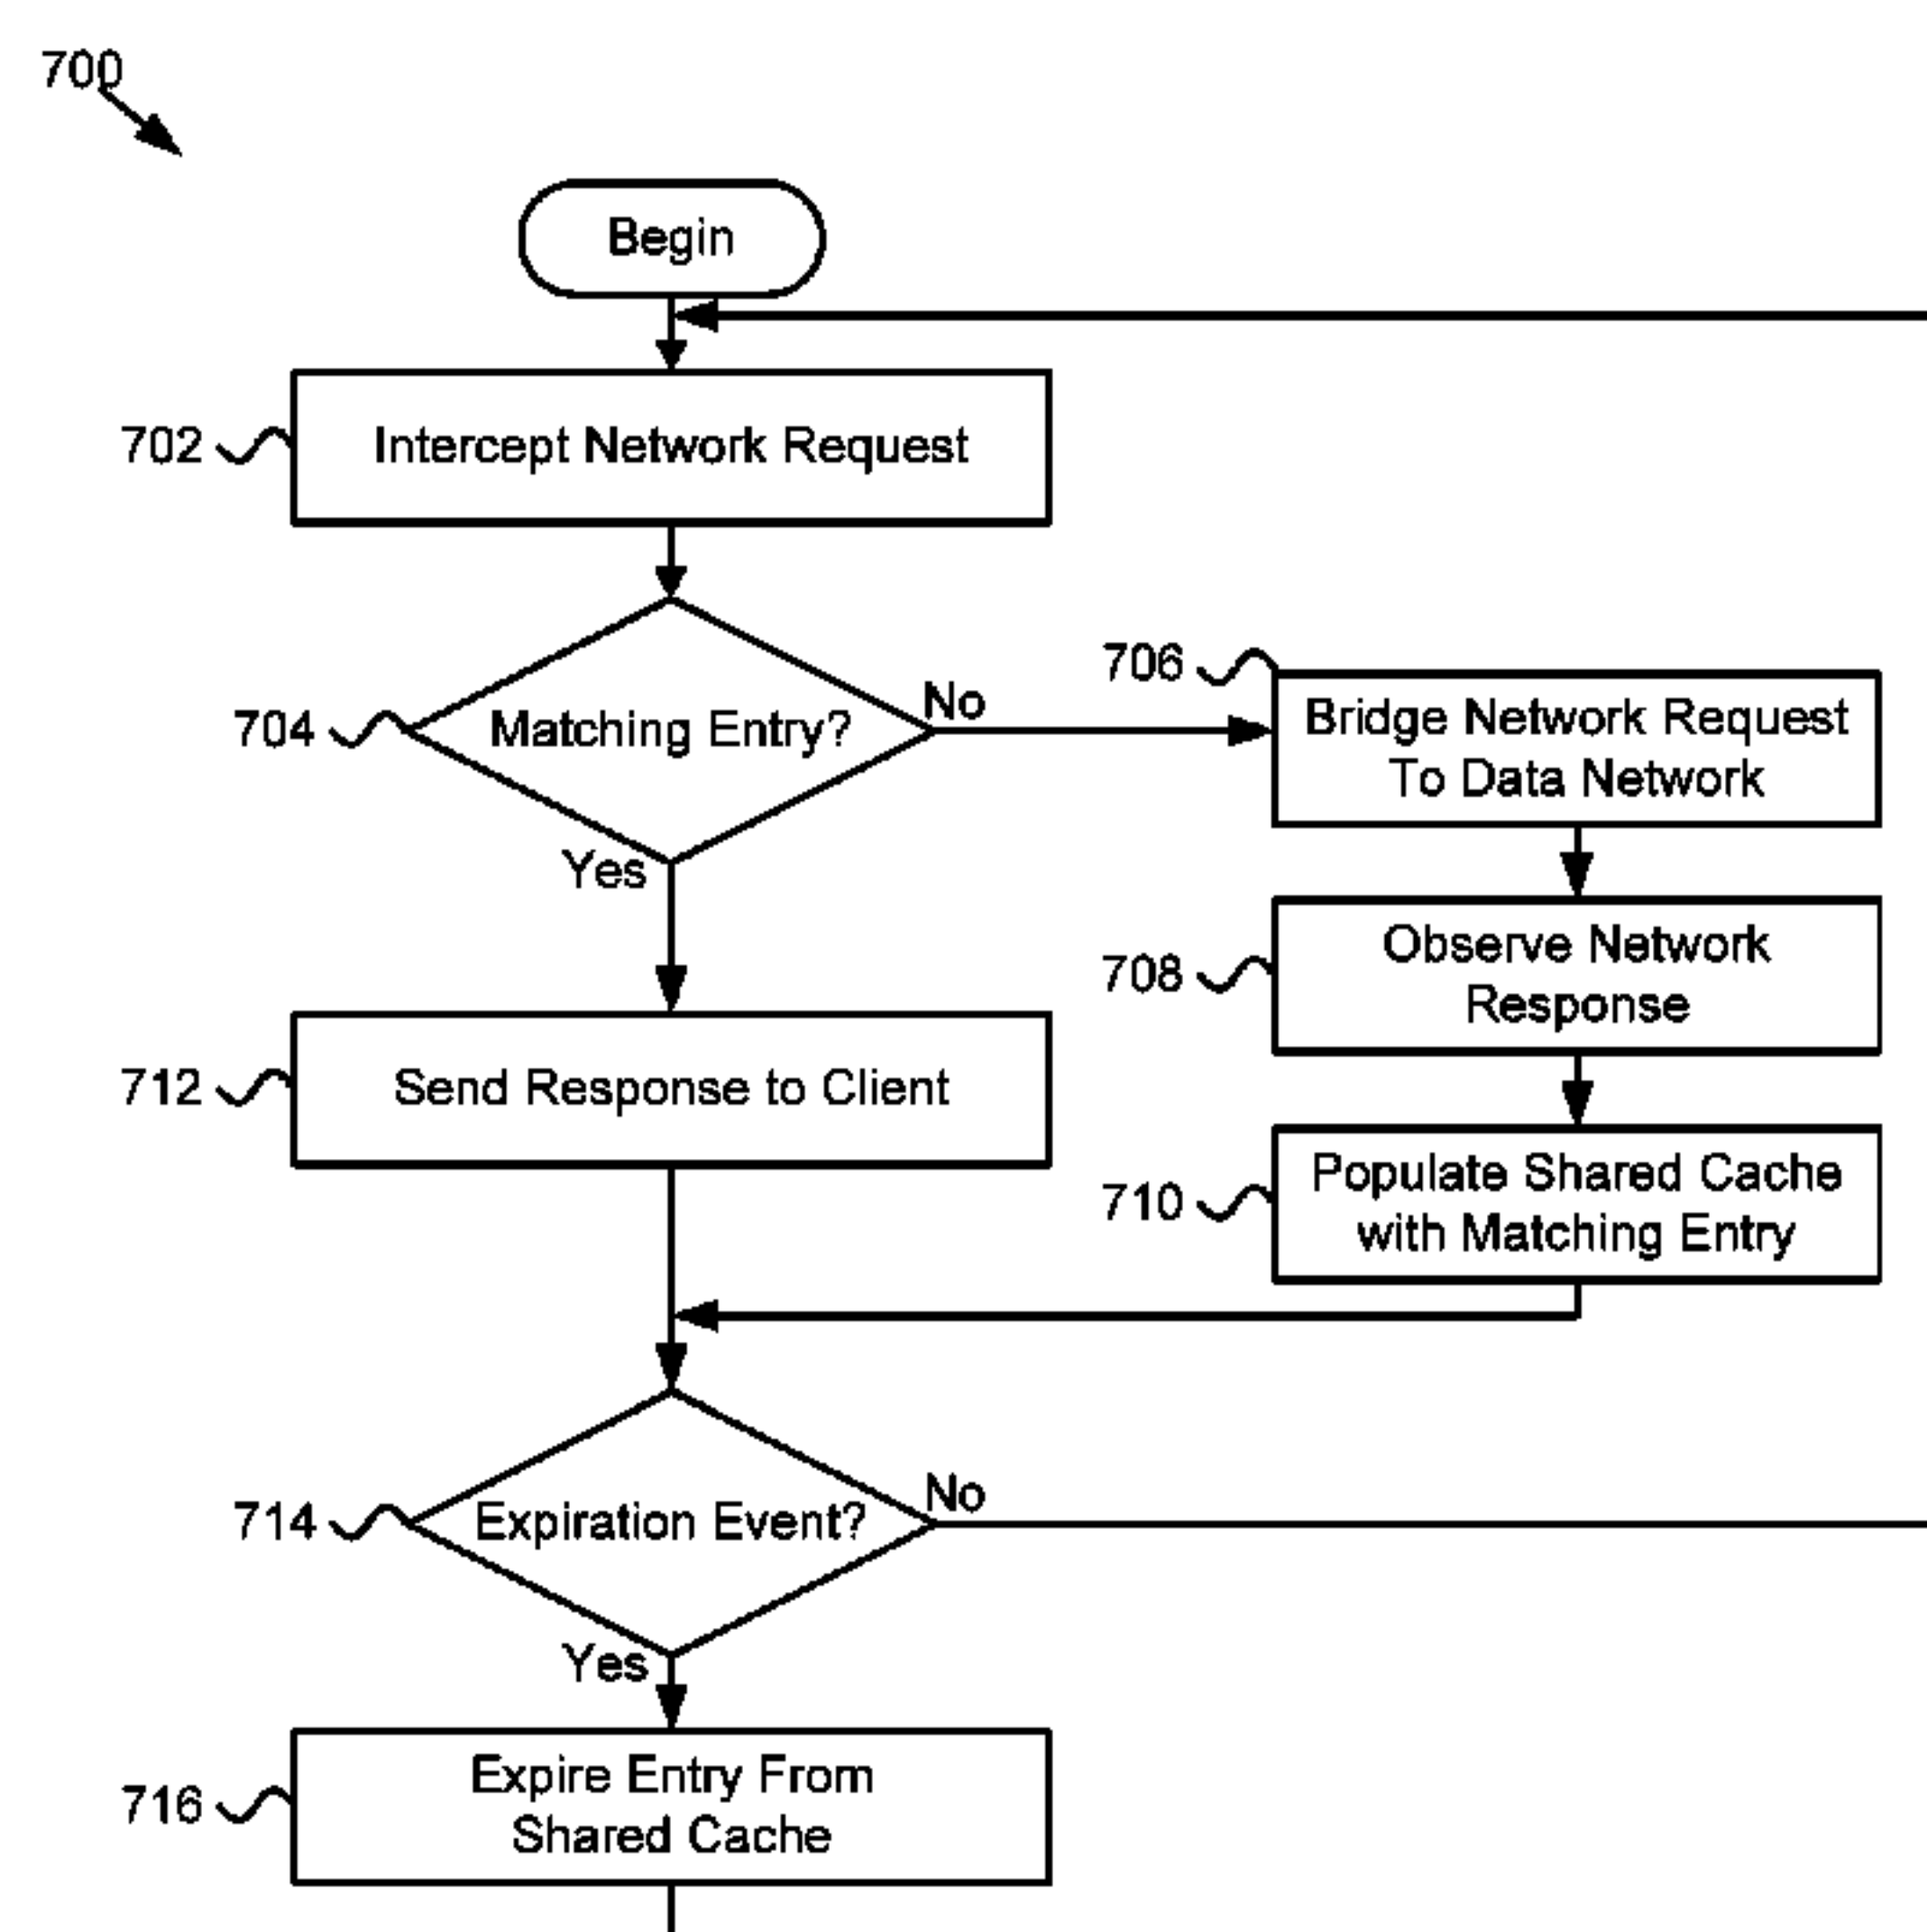 700
Begin
702
Intercept Network Request
704
Matching Entry?
No
Yes
706
Bridge Network Request
To Data Network
708
Observe Network
Response
710
Populate Shared Cache
with Matching Entry
712
Send Response to Client
714
Expiration Event?
No
Yes
716
Expire Entry From
Shared Cache